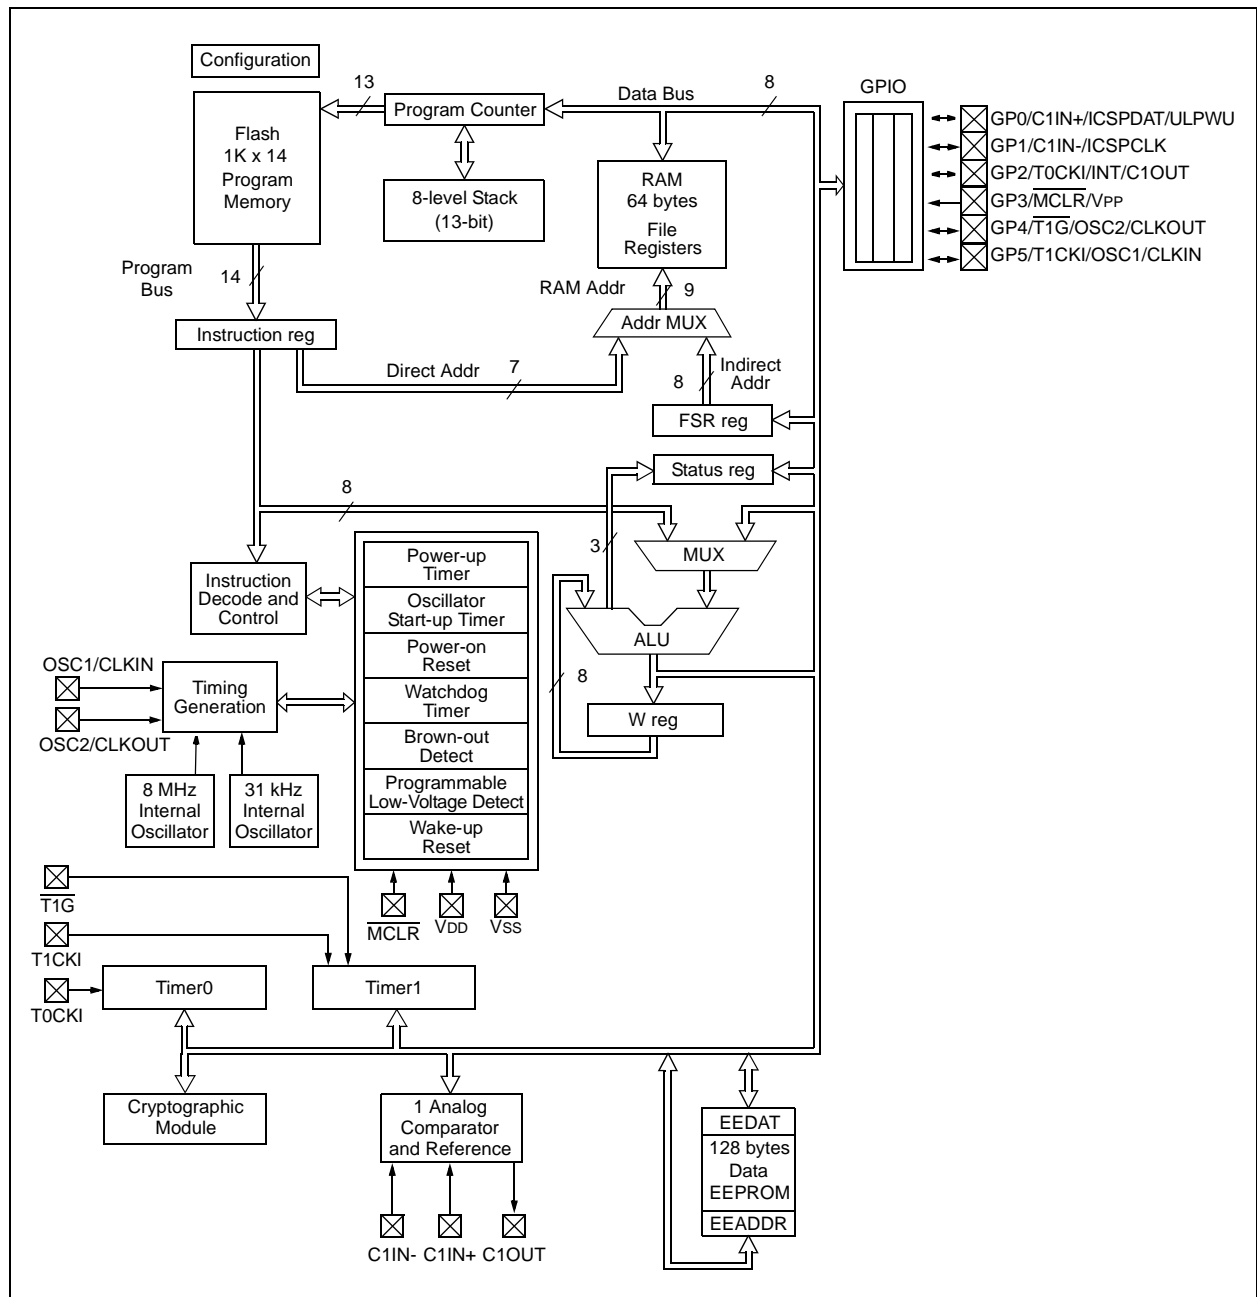 Configuration
13
Program Counter
Data Bus
8
GPIO
Flash
1K x 14
Program
Memory
8-level Stack
(13-bit)
RAM
64 bytes
File
Registers
GP0/C1IN+/ICSPDAT/ULPWU
GP1/C1IN-/ICSPCLK
GP2/T0CKI/INT/C1OUT
GP3/MCLR/VPP
GP4/T1G/OSC2/CLKOUT
GP5/T1CKI/OSC1/CLKIN
Program
Bus
14
RAM Addr
9
Instruction reg
Addr MUX
Direct Addr
7
8
Indirect
Addr
FSR reg
Status reg
8
3
MUX
Instruction
Decode and
Control
Power-up
Timer
Oscillator
Start-up Timer
Power-on
Reset
Watchdog
Timer
Brown-out
Detect
Programmable
Low-Voltage Detect
Wake-up
Reset
ALU
8
W reg
OSC1/CLKIN
OSC2/CLKOUT
Timing
Generation
8 MHz
Internal
Oscillator
31 kHz
Internal
Oscillator
MCLR
VDD
VSS
T1G
T1CKI
T0CKI
Timer0
Timer1
Cryptographic
Module
1 Analog
Comparator
and Reference
C1IN-
C1IN+
C1OUT
EEDAT
128 bytes
Data
EEPROM
EEADDR